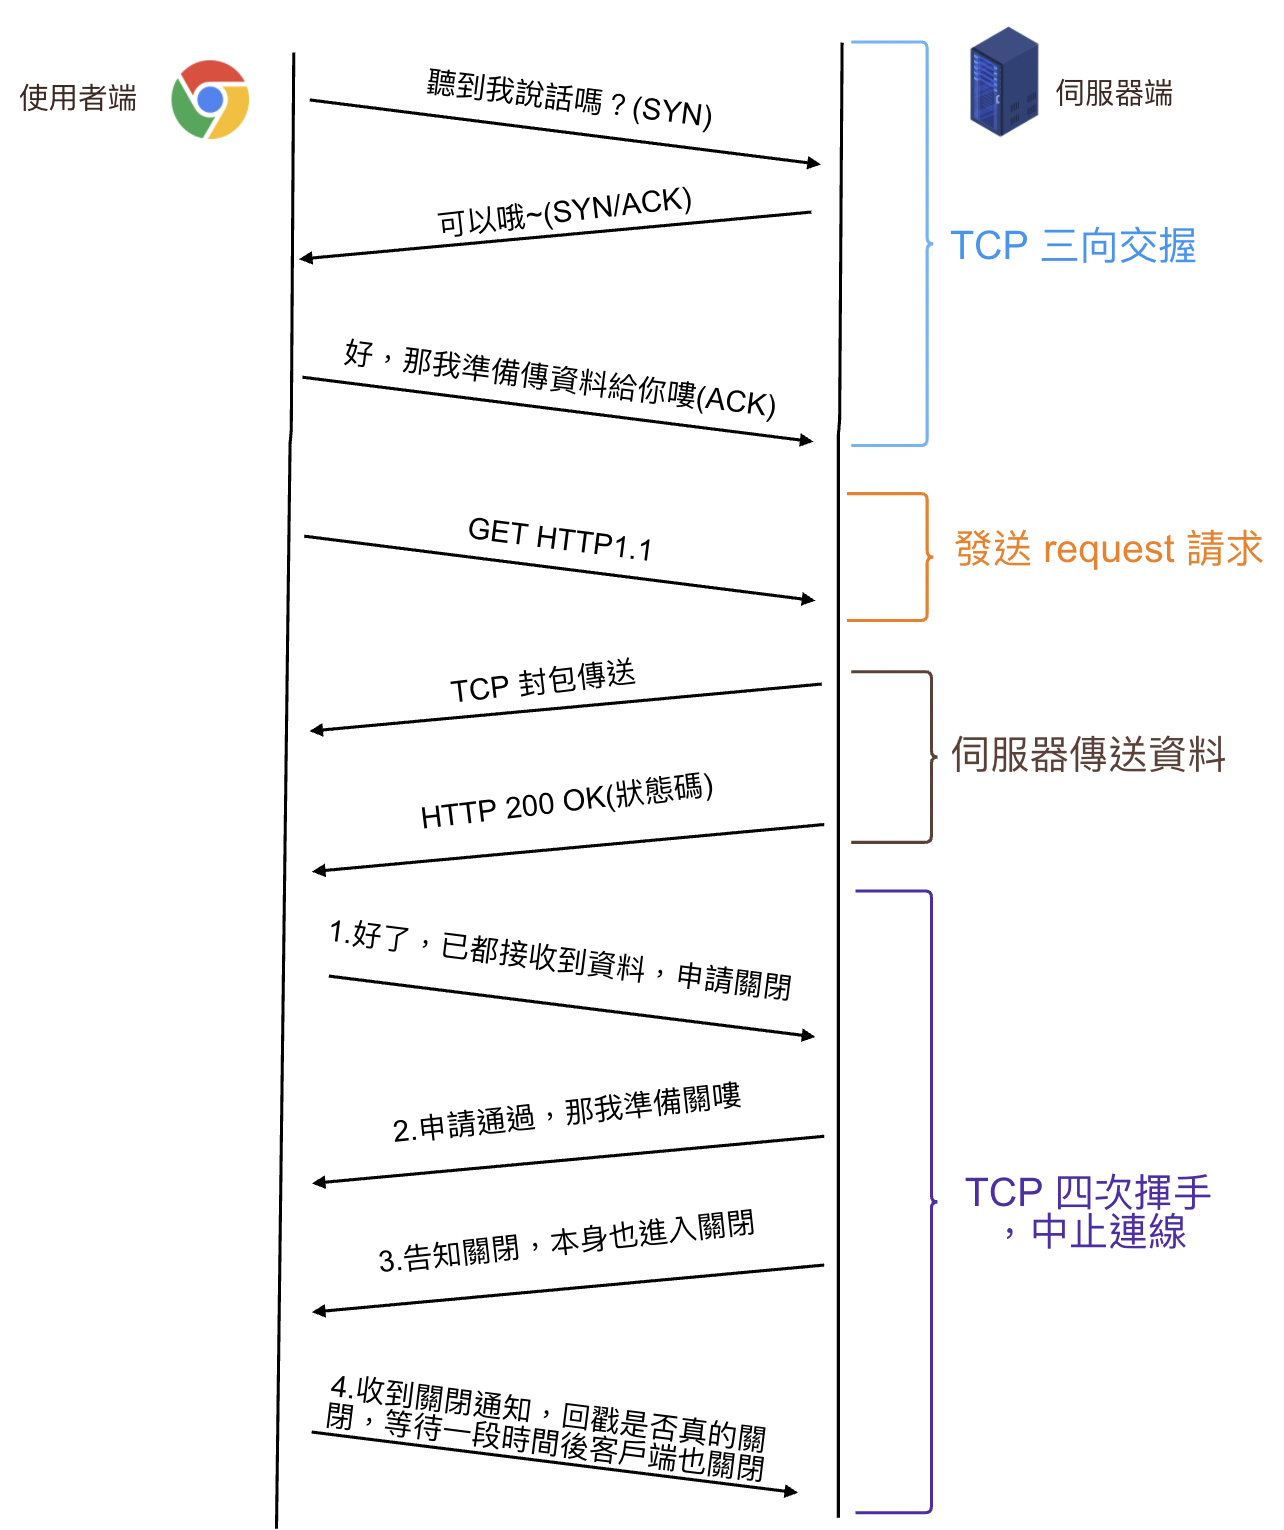 使用者端
伺服器端
聽到我說話嗎？(SYN)
可以哦~(SYN/ACK)
TCP 三向交握
好，那我準備傳資料給你嘍(ACK)
GET HTTP1.1
發送 request 請求
TCP 封包傳送
伺服器傳送資料
HTTP 200 OK(狀態碼)
1.好了，已都接收到資料，申請關閉
2.申請通過，那我準備關嘍
TCP 四次揮手
，中止連線
3.告知關閉，本身也進入關閉
4.收到關閉通知，回戳是否真的關
閉，等待一段時間後客戶端也關閉